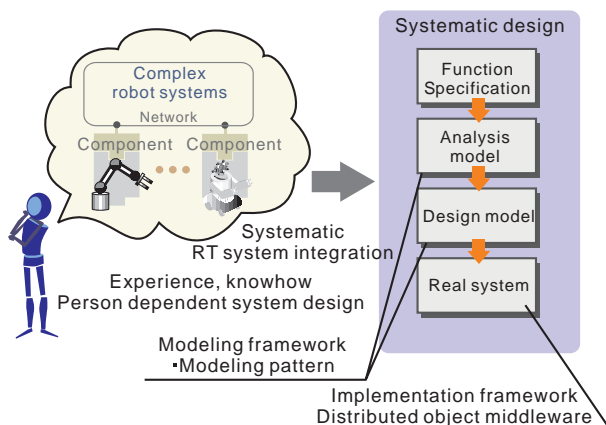 Complex
robot systems
Network
Component
Component
Systematic
RT system integration
Experience, knowhow
Person dependent system design
Systematic design
Function
Specification
Analysis
model
Design model
Real system
Modeling framework
▪Modeling pattern
Implementation framework
Distributed object middleware